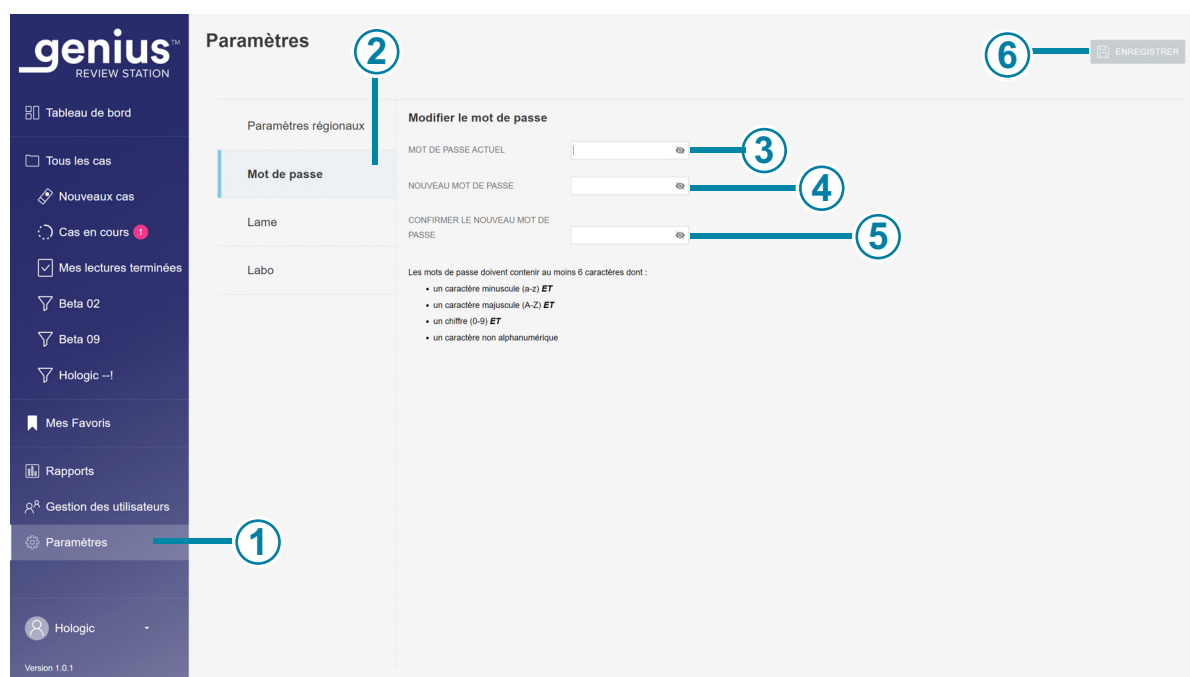 genius™
REVIEW STATION
Tableau de bord
Tous les cas
Nouveaux cas
Cas en cours 1
Mes lectures terminées
Beta 02
Beta 09
Hologic --!
Mes Favoris
Rapports
Gestion des utilisateurs
Paramètres
1
Hologic
Version 1.0.1
Paramètres
2
6
ENREGISTRER
Paramètres régionaux
Mot de passe
Lame
Labo
Modifier le mot de passe
MOT DE PASSE ACTUEL
3
NOUVEAU MOT DE PASSE
4
CONFIRMER LE NOUVEAU MOT DE
PASSE
5
Les mots de passe doivent contenir au moins 6 caractères dont :
• un caractère minuscule (a-z) ET
• un caractère majuscule (A-Z) ET
• un chiffre (0-9) ET
• un caractère non alphanumérique